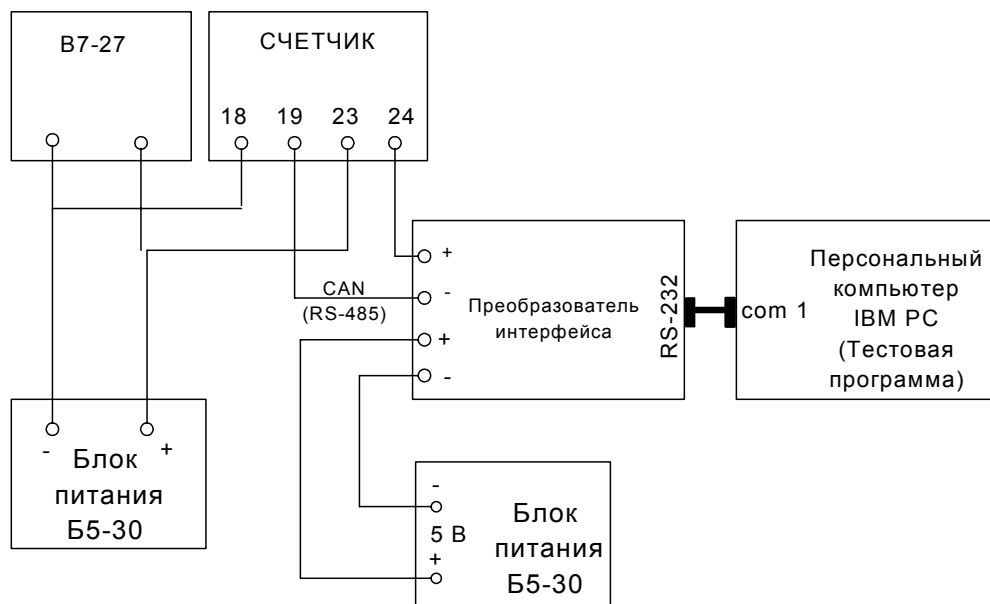 В7-27
СЧЕТЧИК
18 19 23 24
+
-
+
-
CAN
(RS-485)
Преобразователь
интерфейса
RS-232
com 1
Персональный
компьютер
IBM PC
(Тестовая
программа)
- +
Блок
питания
Б5-30
-
5 В
+
Блок
питания
Б5-30